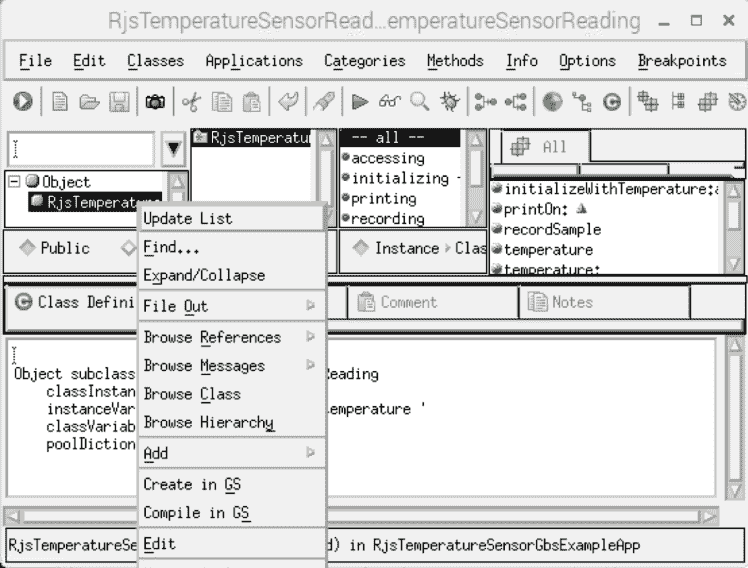 RjsTemperatureSensorRead...emperatureSensorReading
File Edit Classes Applications Categories Methods Info Options Breakpoints
RjsTemperatur
-- all --
All
accessing
initializing
printing
recording
Object
RjsTemperature
initializeWithTemperature:a
printOn:
recordSample
temperature
temperature:
Public
Instance Clas
Update List
Find...
Expand/Collapse
File Out
Browse References
Browse Messages
Browse Class
Browse Hierarchy
Add
Create in GS
Compile in GS
Edit
Class Defini
Comment
Notes
Object subclass
Reading
classInstan
instanceVar
emperature '
classVariab
poolDiction
RjsTemperatureSe
d) in RjsTemperatureSensorGbsExampleApp